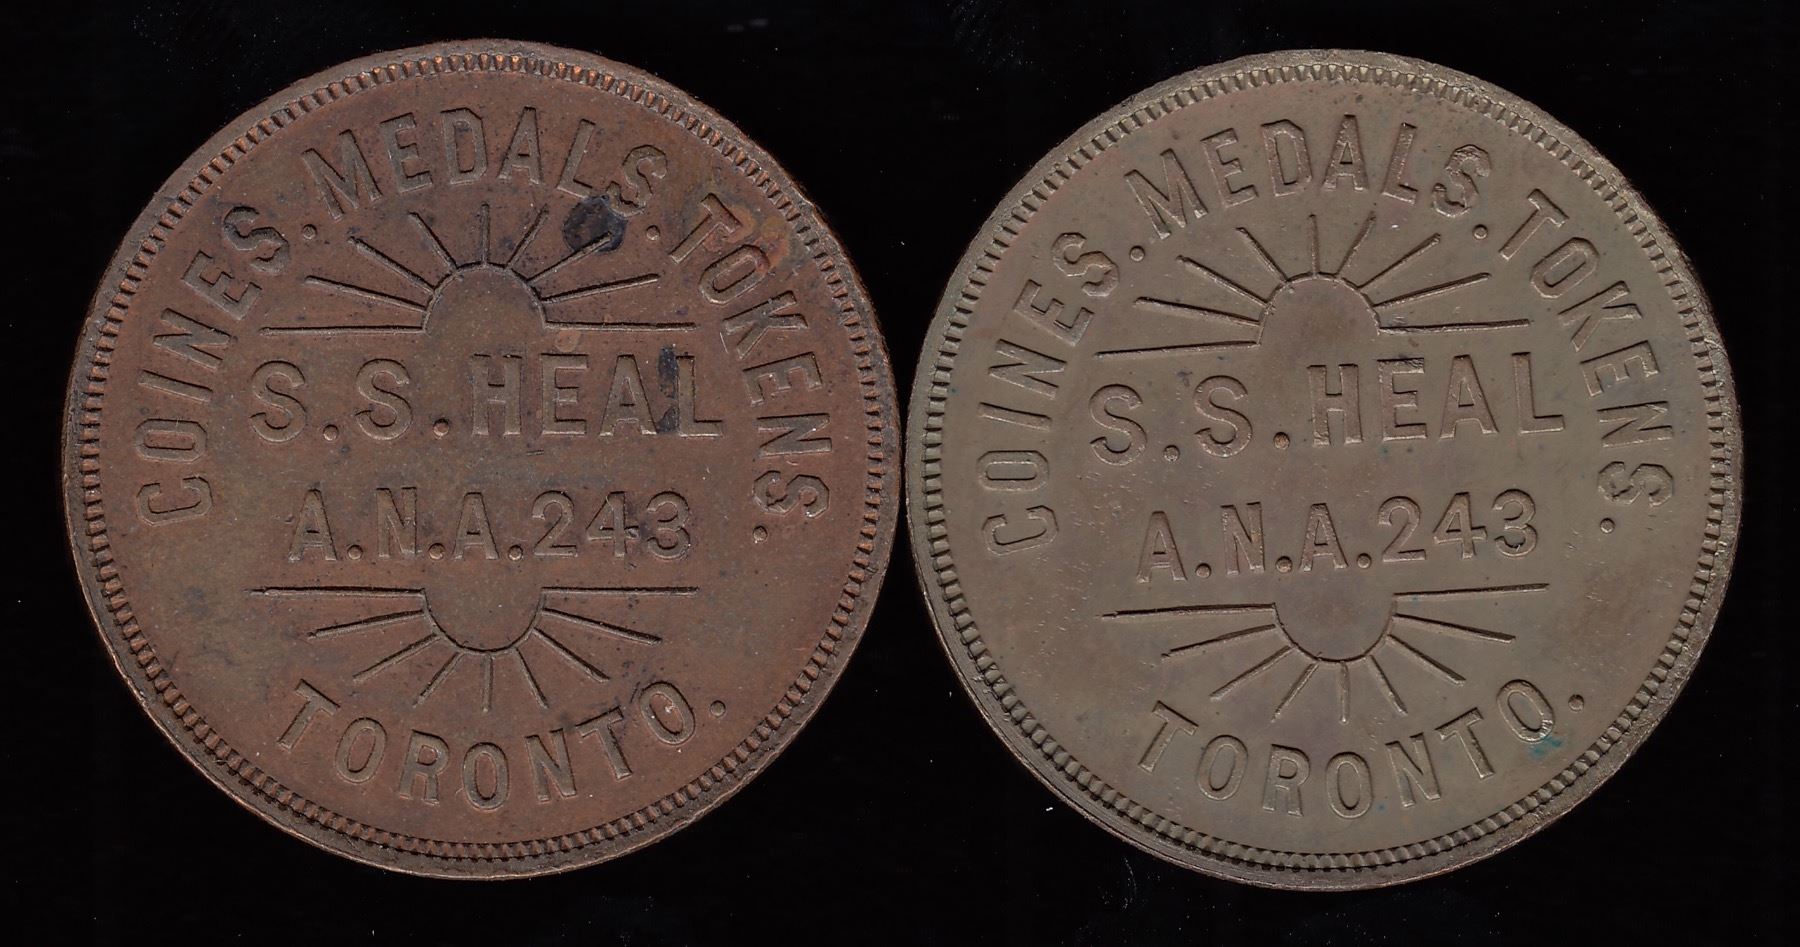 COINES. MEDALS. TOKENS.
S.S. HEAL
A.N.A. 243
TORONTO.
COINES. MEDALS. TOKENS.
S.S. HEAL
A.N.A. 243
TORONTO.